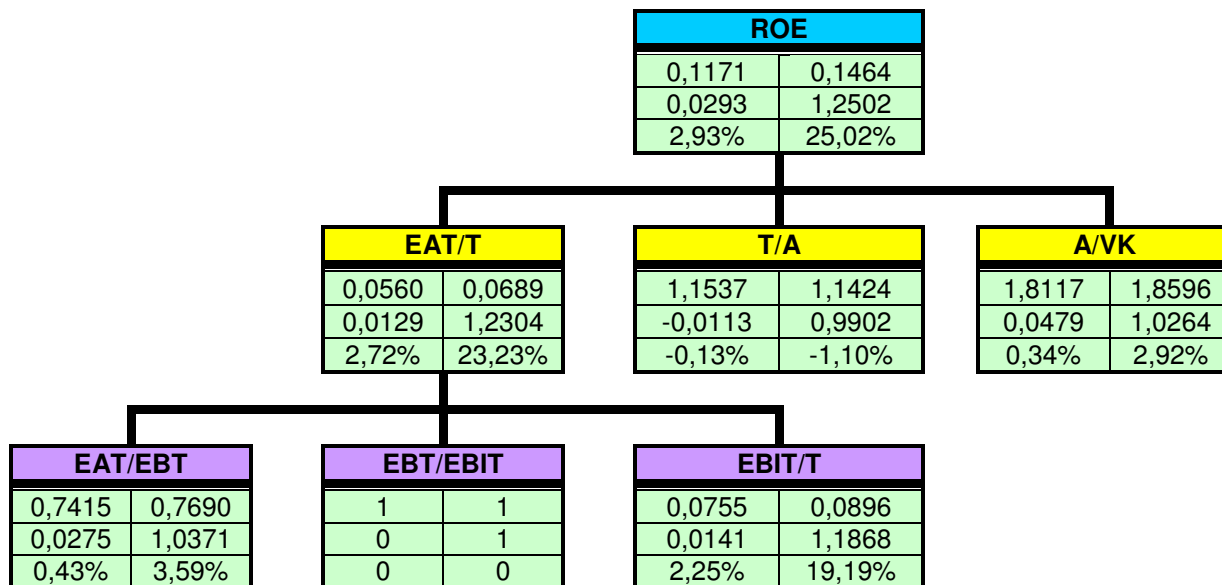 ROE
0,1171 0,1464
0,0293 1,2502
2,93% 25,02%
EAT/T T/A A/VK
0,0560 0,0689 1,1537 1,1424 1,8117 1,8596
0,0129 1,2304 -0,0113 0,9902 0,0479 1,0264
2,72% 23,23% -0,13% -1,10% 0,34% 2,92%
EAT/EBT EBT/EBIT EBIT/T
0,7415 0,7690 1 1 0,0755 0,0896
0,0275 1,0371 0 1 0,0141 1,1868
0,43% 3,59% 0 0 2,25% 19,19%